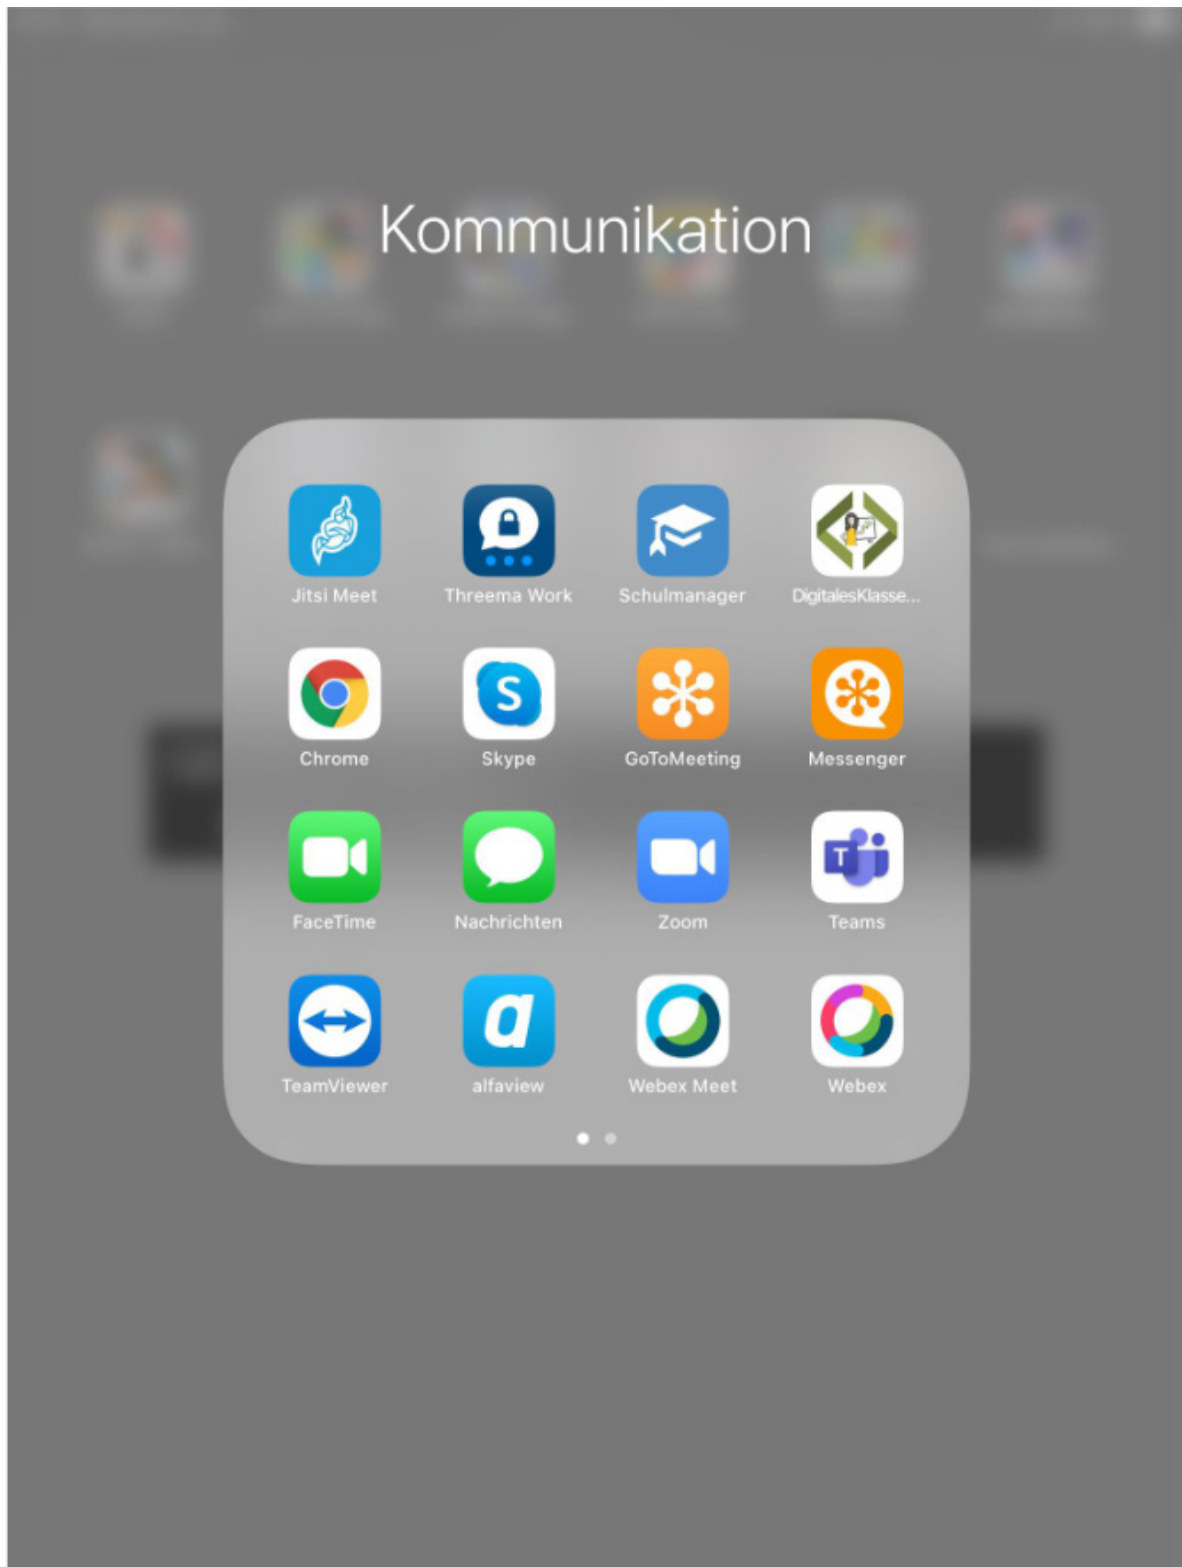 Kommunikation
Jitsi Meet Threema Work Schulmanager DigitalesKlasse...
S
Chrome Skype GoToMeeting Messenger
T
FaceTime Nachrichten Zoom Teams
a
TeamViewer alfaview Webex Meet Webex